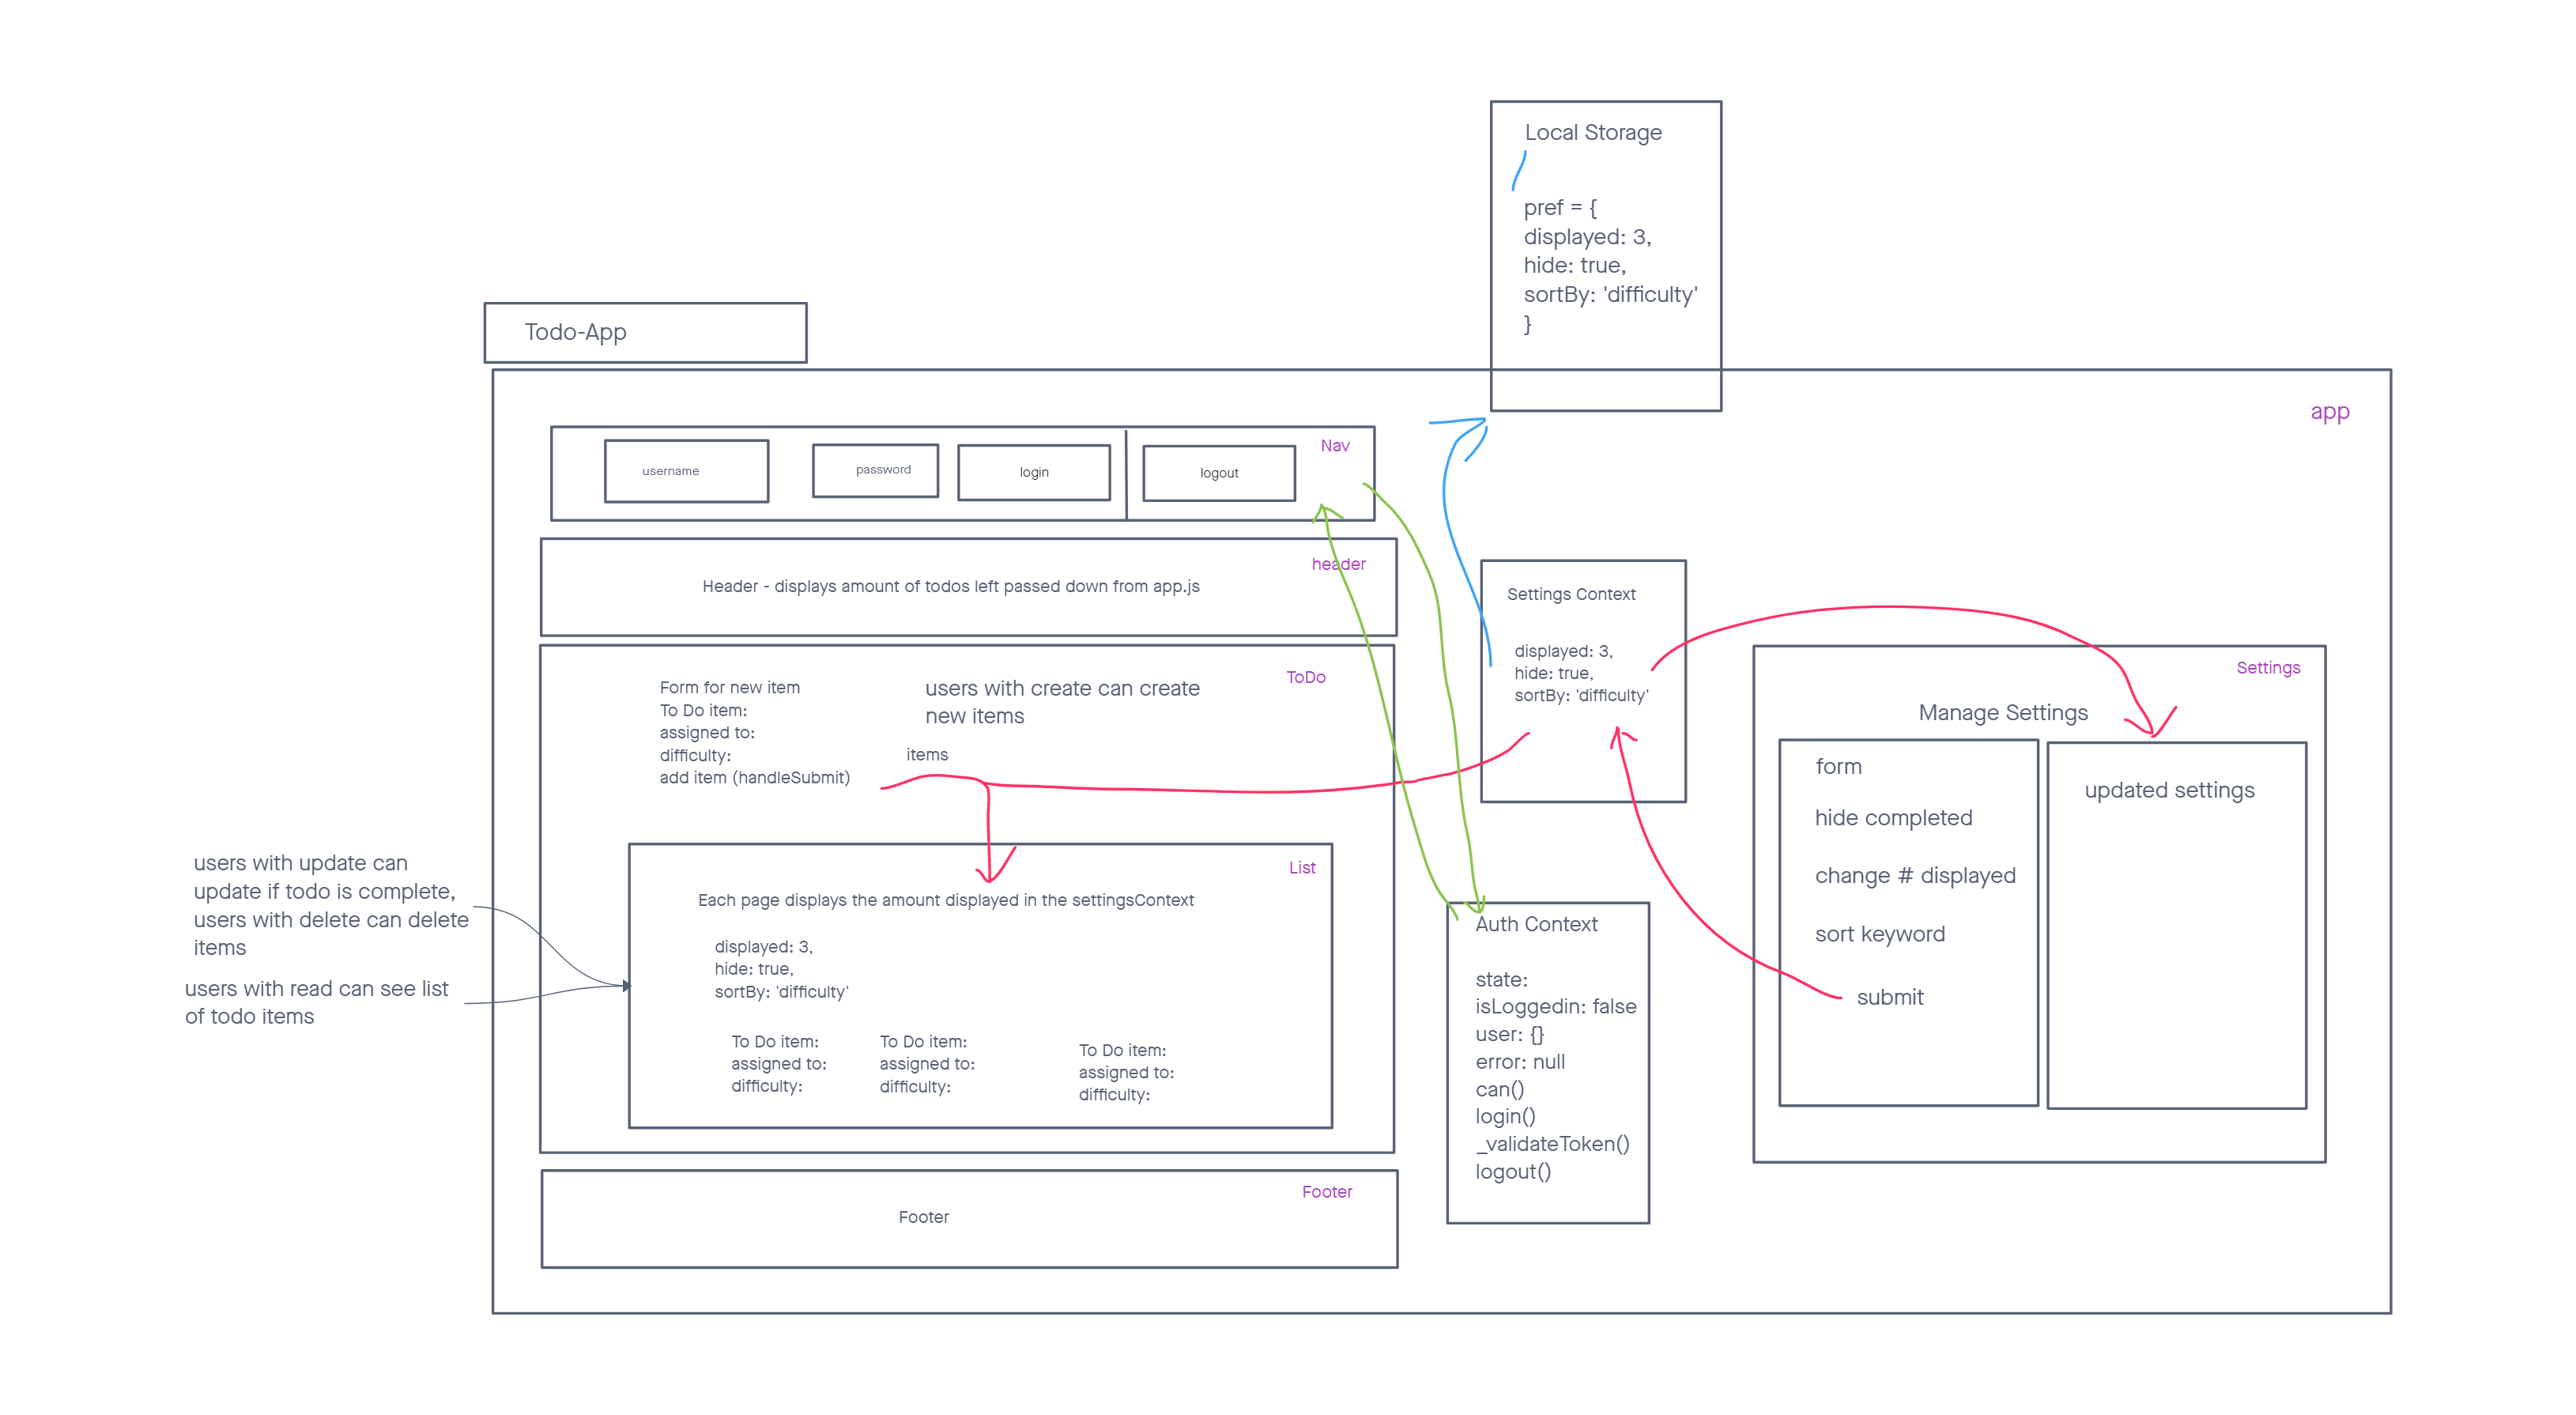 Local Storage
pref = {
displayed: 3,
hide: true,
sortBy: 'difficulty'
}
Todo-App
app
username
password
login
logout
Nav
header
Header - displays amount of todos left passed down from app.js
ToDo
Form for new item
To Do item:
assigned to:
difficulty:
add item (handleSubmit)
users with create can create
new items
items
List
Each page displays the amount displayed in the settingsContext
displayed: 3,
hide: true,
sortBy: 'difficulty'
To Do item:
assigned to:
difficulty:
To Do item:
assigned to:
difficulty:
To Do item:
assigned to:
difficulty:
users with update can
update if todo is complete,
users with delete can delete
items
users with read can see list
of todo items
Footer
Footer
Settings Context
displayed: 3,
hide: true,
sortBy: 'difficulty'
Auth Context
state:
isLoggedin: false
user: {}
error: null
can()
login()
_validateToken()
logout()
Settings
Manage Settings
form
hide completed
change # displayed
sort keyword
submit
updated settings